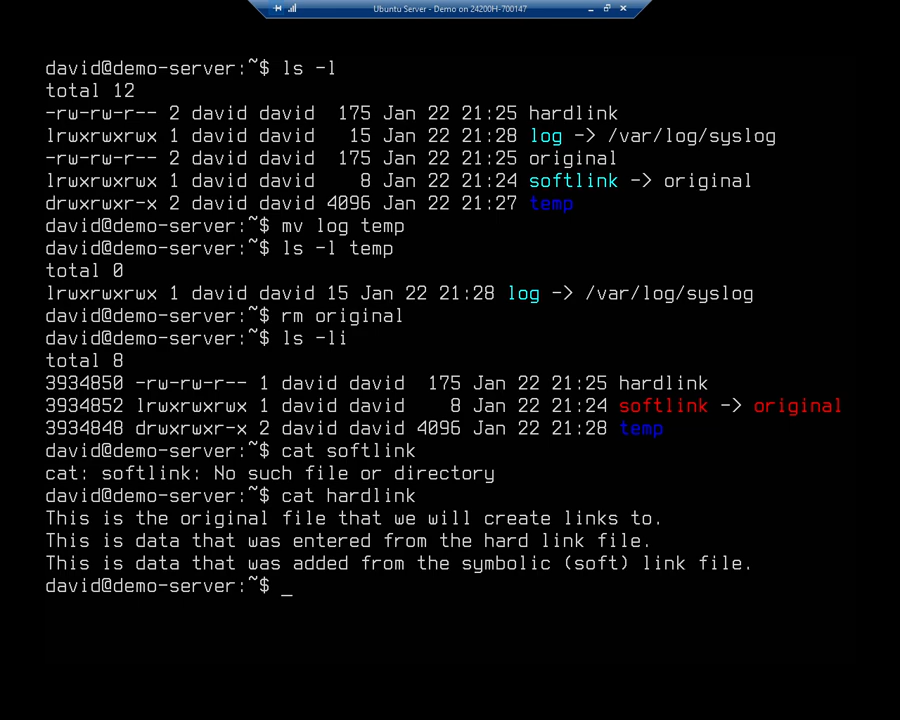 Ubuntu Server - Demo on 24200H-700147
david@demo-server:~$ ls -l
total 12
-rw-rw-r-- 2 david david  175 Jan 22 21:25 hardlink
lrwxrwxrwx 1 david david   15 Jan 22 21:28 log -> /var/log/syslog
-rw-rw-r-- 2 david david  175 Jan 22 21:25 original
lrwxrwxrwx 1 david david    8 Jan 22 21:24 softlink -> original
drwxrwxr-x 2 david david 4096 Jan 22 21:27 temp
david@demo-server:~$ mv log temp
david@demo-server:~$ ls -l temp
total 0
lrwxrwxrwx 1 david david 15 Jan 22 21:28 log -> /var/log/syslog
david@demo-server:~$ rm original
david@demo-server:~$ ls -li
total 8
3934850 -rw-rw-r-- 1 david david  175 Jan 22 21:25 hardlink
3934852 lrwxrwxrwx 1 david david    8 Jan 22 21:24 softlink -> original
3934848 drwxrwxr-x 2 david david 4096 Jan 22 21:28 temp
david@demo-server:~$ cat softlink
cat: softlink: No such file or directory
david@demo-server:~$ cat hardlink
This is the original file that we will create links to.
This is data that was entered from the hard link file.
This is data that was added from the symbolic (soft) link file.
david@demo-server:~$ _